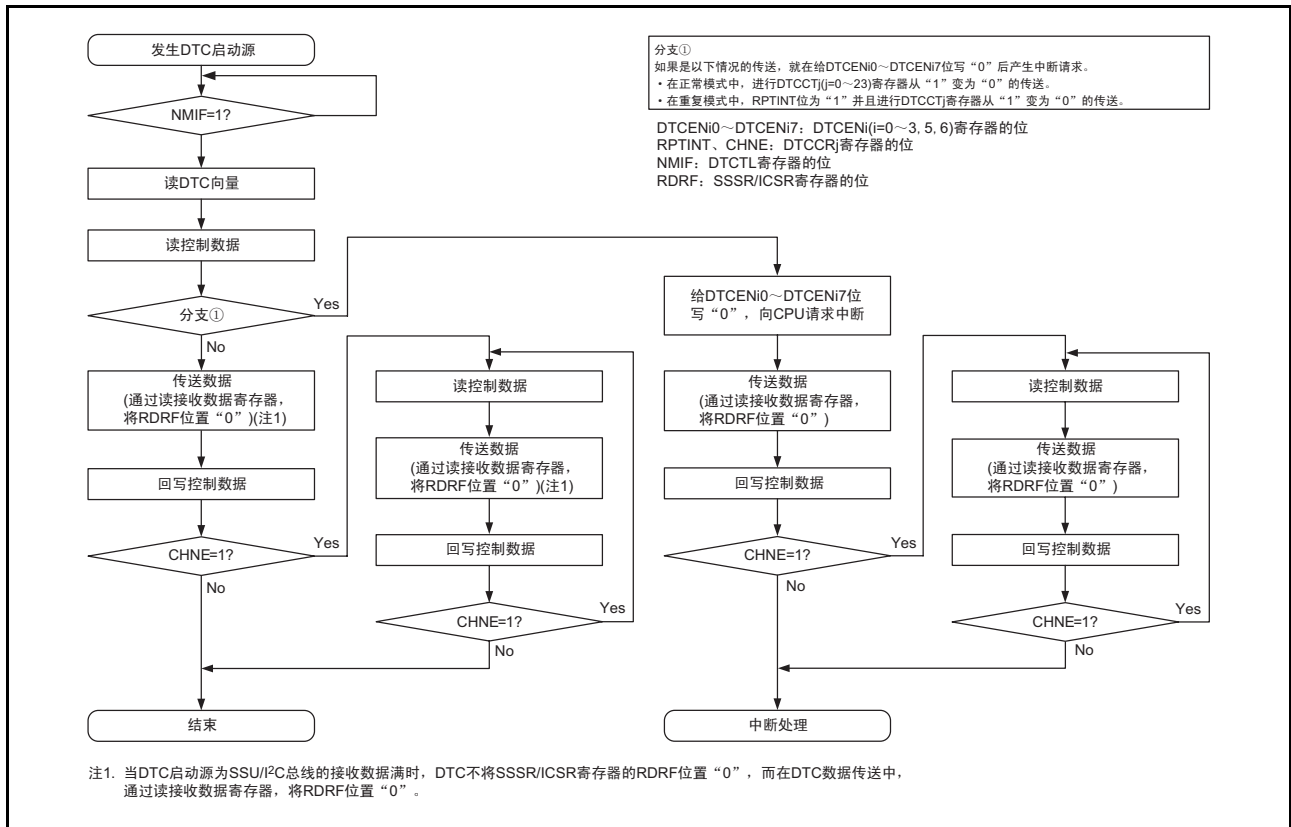 发生DTC启动源
NMIF=1?
读DTC向量
读控制数据
分支①
Yes
No
传送数据
(通过读接收数据寄存器，
将RDRF位置“0”)(注1)
回写控制数据
CHNE=1?
Yes
No
结束
读控制数据
传送数据
(通过读接收数据寄存器，
将RDRF位置“0”)(注1)
回写控制数据
CHNE=1?
Yes
No
分支①
如果是以下情况的传送，就在给DTCENi0～DTCENi7位写“0”后产生中断请求。
・在正常模式中，进行DTCCTj(j=0～23)寄存器从“1”变为“0”的传送。
・在重复模式中，RPTINT位为“1”并且进行DTCCTj寄存器从“1”变为“0”的传送。
DTCENi0～DTCENi7：DTCENi(i=0～3, 5, 6)寄存器的位
RPTINT、CHNE：DTCCRj寄存器的位
NMIF：DTCTL寄存器的位
RDRF：SSSR/ICSR寄存器的位
给DTCENi0～DTCENi7位
写“0”，向CPU请求中断
传送数据
(通过读接收数据寄存器，
将RDRF位置“0”)
回写控制数据
CHNE=1?
Yes
No
中断处理
读控制数据
传送数据
(通过读接收数据寄存器，
将RDRF位置“0”)
回写控制数据
CHNE=1?
Yes
No
注1. 当DTC启动源为SSU/I²C总线的接收数据满时，DTC不将SSSR/ICSR寄存器的RDRF位置“0”，而在DTC数据传送中，
通过读接收数据寄存器，将RDRF位置“0”。